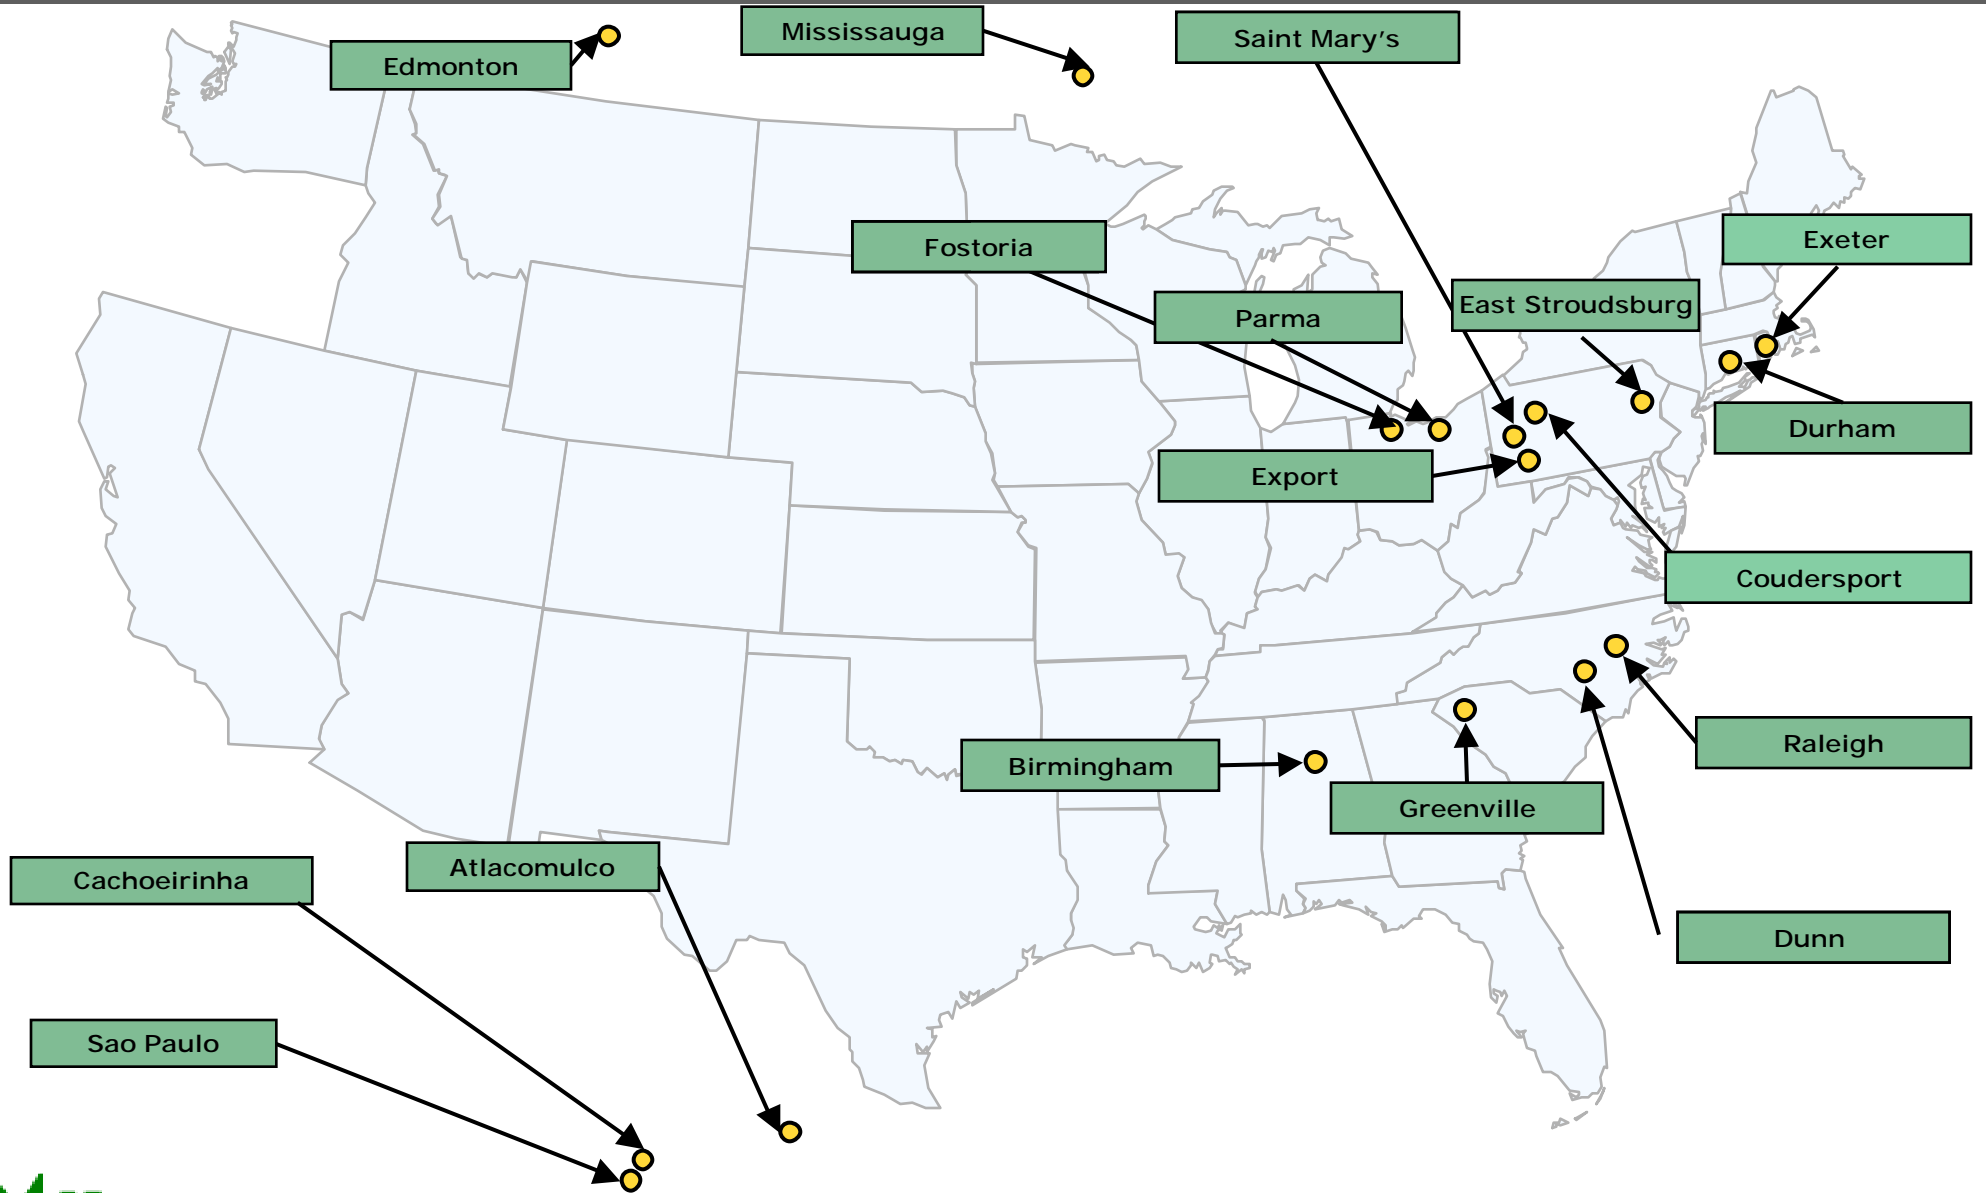 Mississauga
Saint Mary's
Edmonton
Exeter
Fostoria
East Stroudsburg
Parma
Durham
Export
Coudersport
Raleigh
Birmingham
Greenville
Atlacomulco
Cachoeirinha
Dunn
Sao Paulo